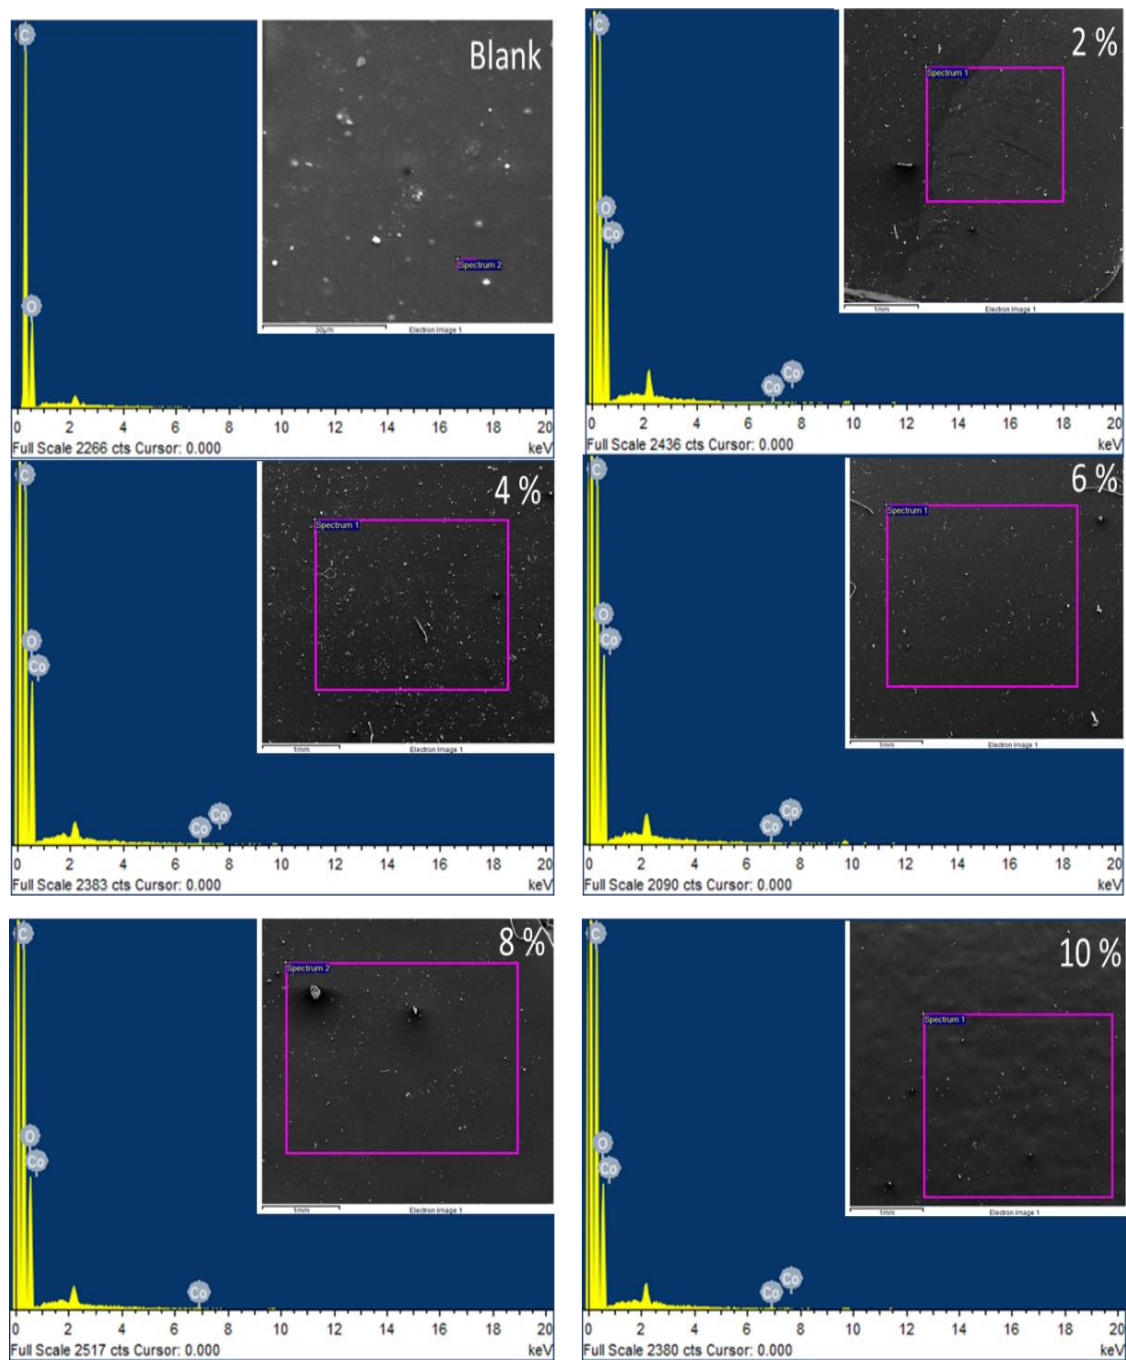 Blank
C
O
Spectrum 2
30µm Electron Image 1
0 2 4 6 8 10 12 14 16 18 20
Full Scale 2266 cts Cursor: 0.000 keV
2 %
C
Spectrum 1
O
Co
1mm Electron Image 1
Co Co
0 2 4 6 8 10 12 14 16 18 20
Full Scale 2436 cts Cursor: 0.000 keV
4 %
C
Spectrum 1
O
Co
1mm Electron Image 1
Co Co
0 2 4 6 8 10 12 14 16 18 20
Full Scale 2383 cts Cursor: 0.000 keV
6 %
C
Spectrum 1
O
Co
1mm Electron Image 1
Co Co
0 2 4 6 8 10 12 14 16 18 20
Full Scale 2090 cts Cursor: 0.000 keV
8 %
C
Spectrum 2
O
Co
1mm Electron Image 1
Co
0 2 4 6 8 10 12 14 16 18 20
Full Scale 2517 cts Cursor: 0.000 keV
10 %
C
Spectrum 1
O
Co
1mm Electron Image 1
Co Co
0 2 4 6 8 10 12 14 16 18 20
Full Scale 2380 cts Cursor: 0.000 keV